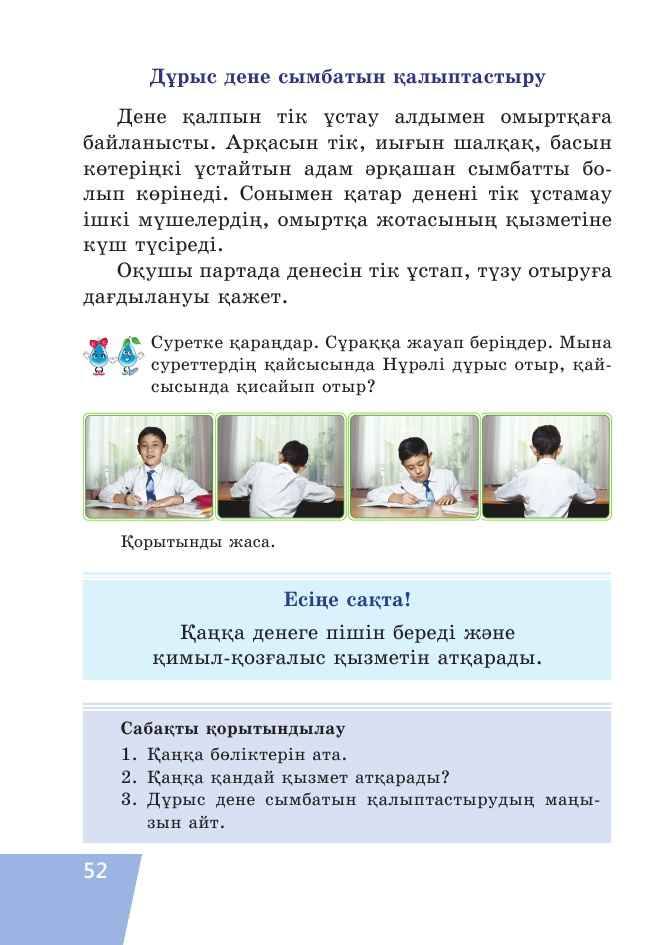 Дұрыс дене сымбатын қалыптастыру
Дене қалпын тік ұстау алдымен омыртқаға
байланысты. Арқасын тік, иығын шалқақ, басын
көтеріңкі ұстайтын адам әрқашан сымбатты бо-
лып көрінеді. Сонымен қатар денені тік ұстамау
ішкі мүшелердің, омыртқа жотасының қызметіне
күш түсіреді.
Оқушы партада денесін тік ұстап, түзу отыруға
дағдылануы қажет.
Суретке қараңдар. Сұраққа жауап беріңдер. Мына
суреттердің қайсысында Нұрәлі дұрыс отыр, қай-
сысында қисайып отыр?
Қорытынды жаса.
Есіңе сақта!
Қаңқа денеге пішін береді және
қимыл-қозғалыс қызметін атқарады.
Сабақты қорытындылау
1. Қаңқа бөліктерін ата.
2. Қаңқа қандай қызмет атқарады?
3. Дұрыс дене сымбатын қалыптастырудың маңы-
зын айт.
52